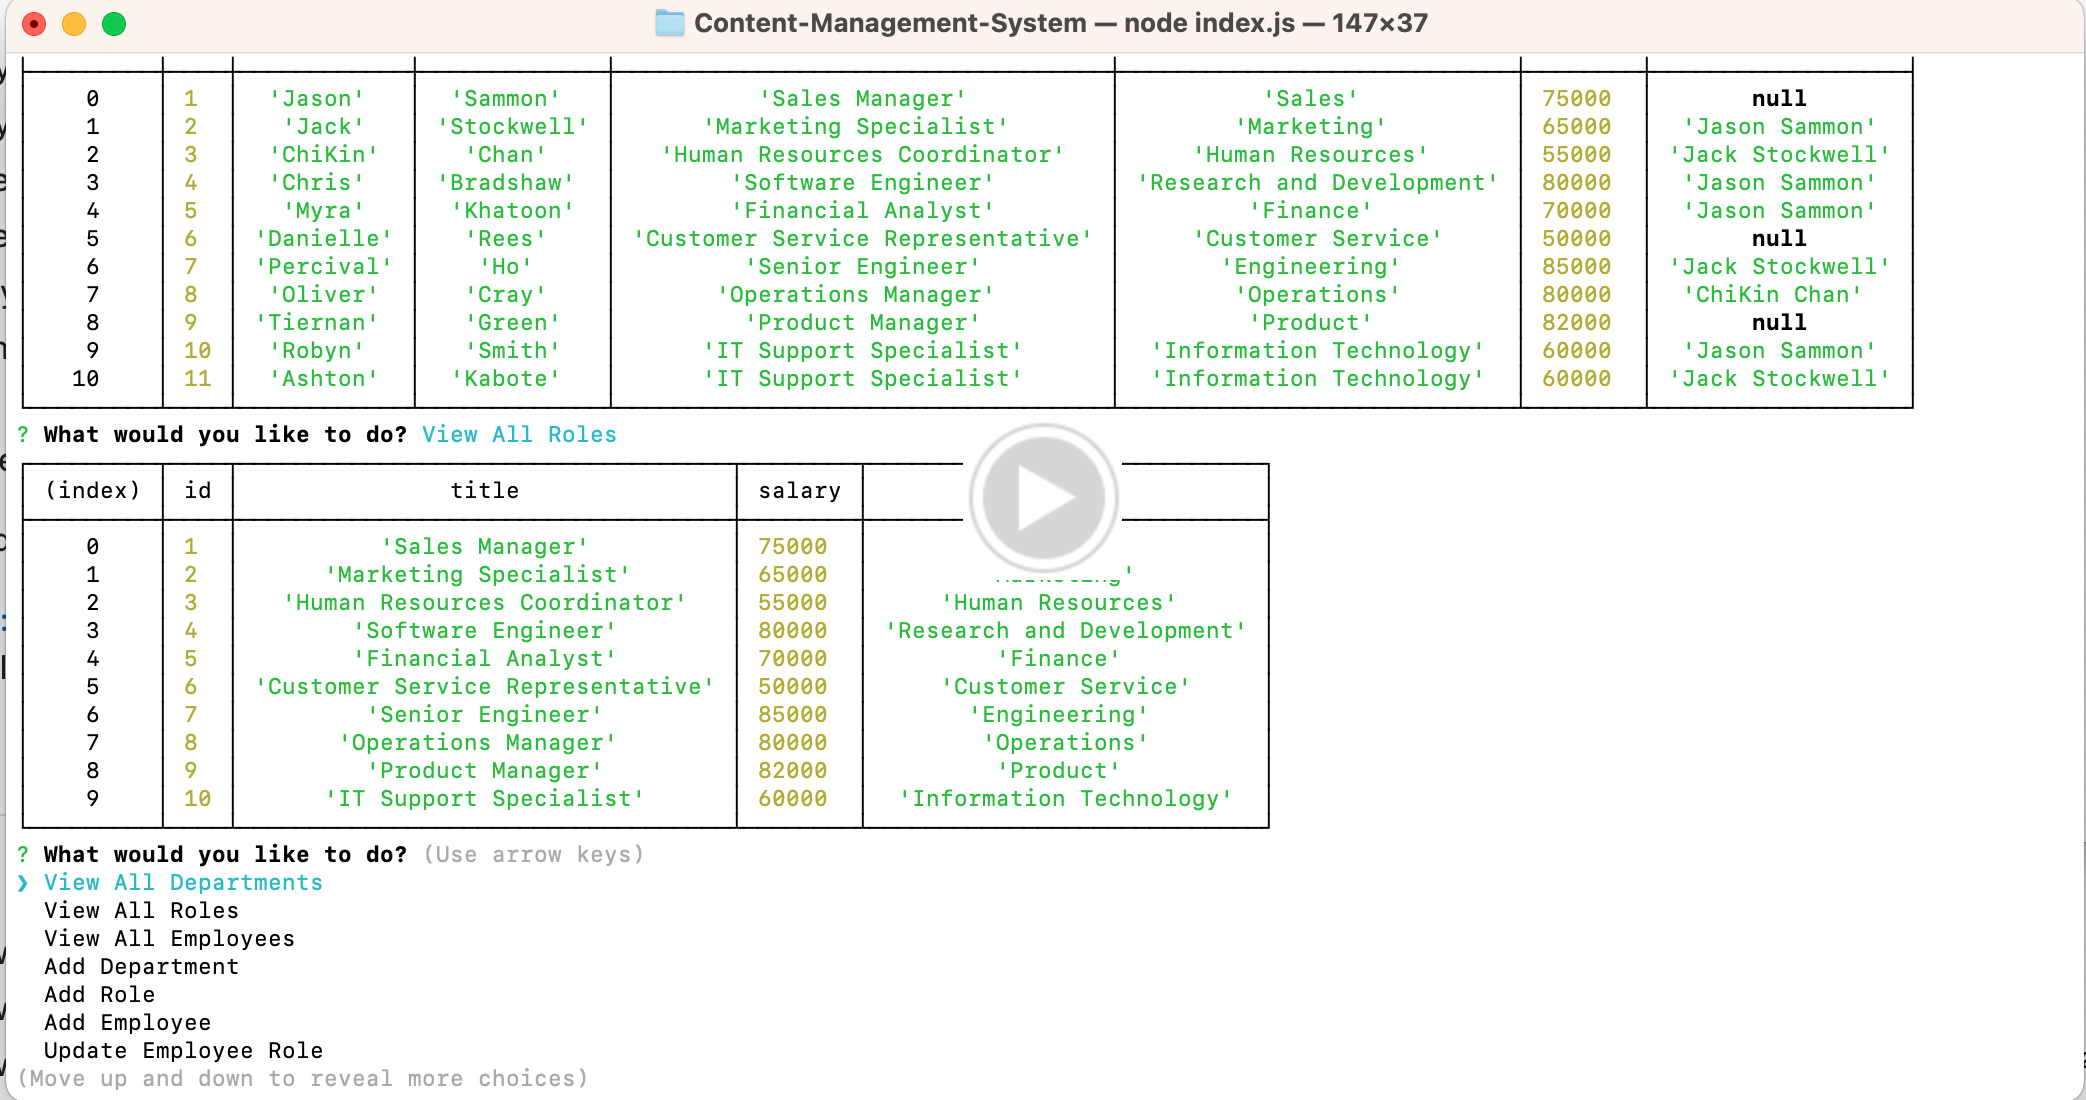 Content-Management-System — node index.js — 147×37
0 1 'Jason' 'Sammon' 'Sales Manager' 'Sales' 75000 null
1 2 'Jack' 'Stockwell' 'Marketing Specialist' 'Marketing' 65000 'Jason Sammon'
2 3 'ChiKin' 'Chan' 'Human Resources Coordinator' 'Human Resources' 55000 'Jack Stockwell'
3 4 'Chris' 'Bradshaw' 'Software Engineer' 'Research and Development' 80000 'Jason Sammon'
4 5 'Myra' 'Khatoon' 'Financial Analyst' 'Finance' 70000 'Jason Sammon'
5 6 'Danielle' 'Rees' 'Customer Service Representative' 'Customer Service' 50000 null
6 7 'Percival' 'Ho' 'Senior Engineer' 'Engineering' 85000 'Jack Stockwell'
7 8 'Oliver' 'Cray' 'Operations Manager' 'Operations' 80000 'ChiKin Chan'
8 9 'Tiernan' 'Green' 'Product Manager' 'Product' 82000 null
9 10 'Robyn' 'Smith' 'IT Support Specialist' 'Information Technology' 60000 'Jason Sammon'
10 11 'Ashton' 'Kabote' 'IT Support Specialist' 'Information Technology' 60000 'Jack Stockwell'
? What would you like to do? View All Roles
(index) id title salary
0 1 'Sales Manager' 75000
1 2 'Marketing Specialist' 65000
2 3 'Human Resources Coordinator' 55000 'Human Resources'
3 4 'Software Engineer' 80000 'Research and Development'
4 5 'Financial Analyst' 70000 'Finance'
5 6 'Customer Service Representative' 50000 'Customer Service'
6 7 'Senior Engineer' 85000 'Engineering'
7 8 'Operations Manager' 80000 'Operations'
8 9 'Product Manager' 82000 'Product'
9 10 'IT Support Specialist' 60000 'Information Technology'
? What would you like to do? (Use arrow keys)
❯ View All Departments
View All Roles
View All Employees
Add Department
Add Role
Add Employee
Update Employee Role
(Move up and down to reveal more choices)